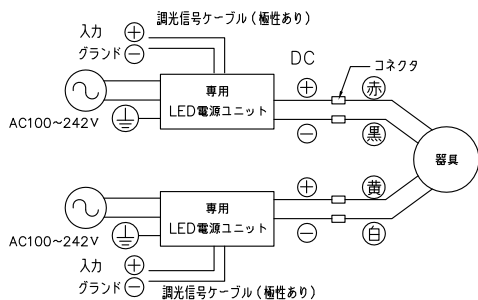 調光信号ケーブル(極性あり)
入力 ⊕
グランド ⊖
DC
コネクタ
専用
LED電源ユニット
⊕
赤
AC100~242V
⊖
黒
器具
専用
LED電源ユニット
⊕
黄
AC100~242V
⊖
白
入力 ⊕
グランド ⊖
調光信号ケーブル(極性あり)